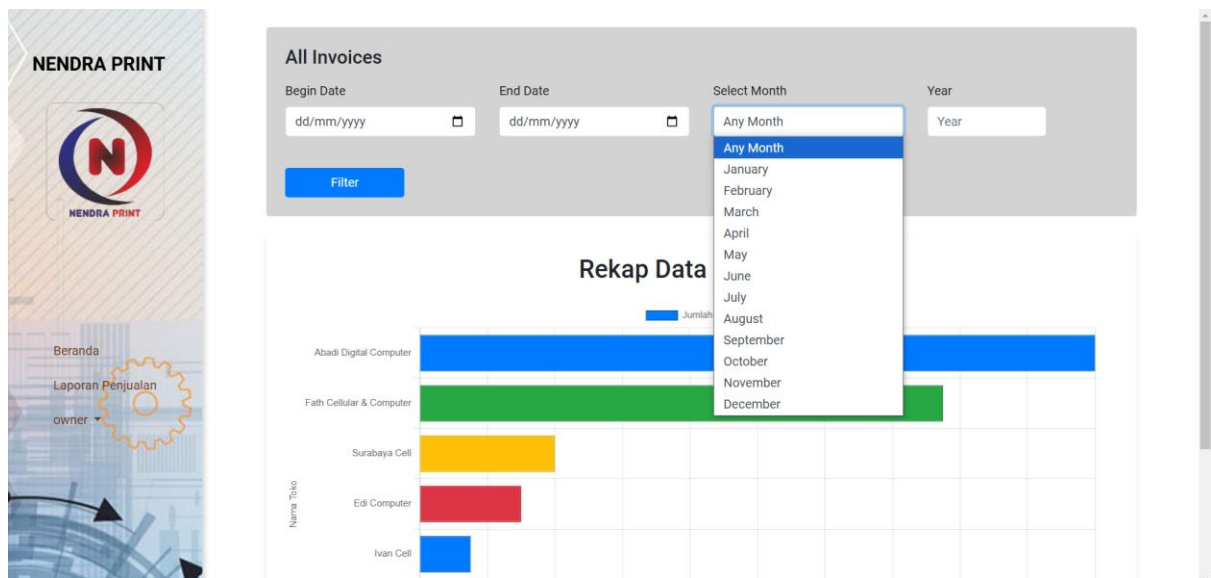 NENDRA PRINT
N
NENDRA PRINT
Beranda
Laporan Penjualan
owner
All Invoices
Begin Date
End Date
Select Month
Year
dd/mm/yyyy
dd/mm/yyyy
Any Month
Year
Any Month
January
February
March
April
May
June
July
August
September
October
November
December
Filter
Rekap Data
Jumlah
Abadi Digital Computer
Fath Cellular & Computer
Surabaya Cell
Edi Computer
Ivan Cell
Nama Toko